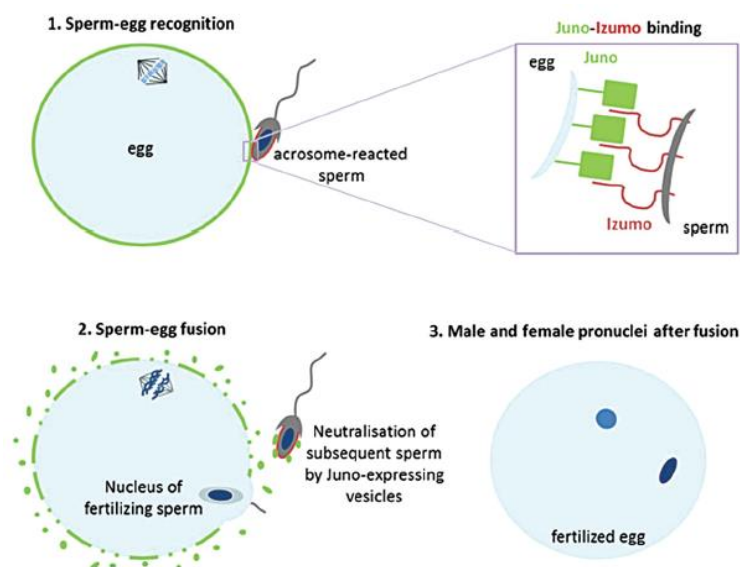 1. Sperm-egg recognition
egg
acrosome-reacted
sperm
Juno-Izumo binding
egg
Juno
Izumo
sperm
2. Sperm-egg fusion
Nucleus of
fertilizing sperm
Neutralisation of
subsequent sperm
by Juno-expressing
vesicles
3. Male and female pronuclei after fusion
fertilized egg